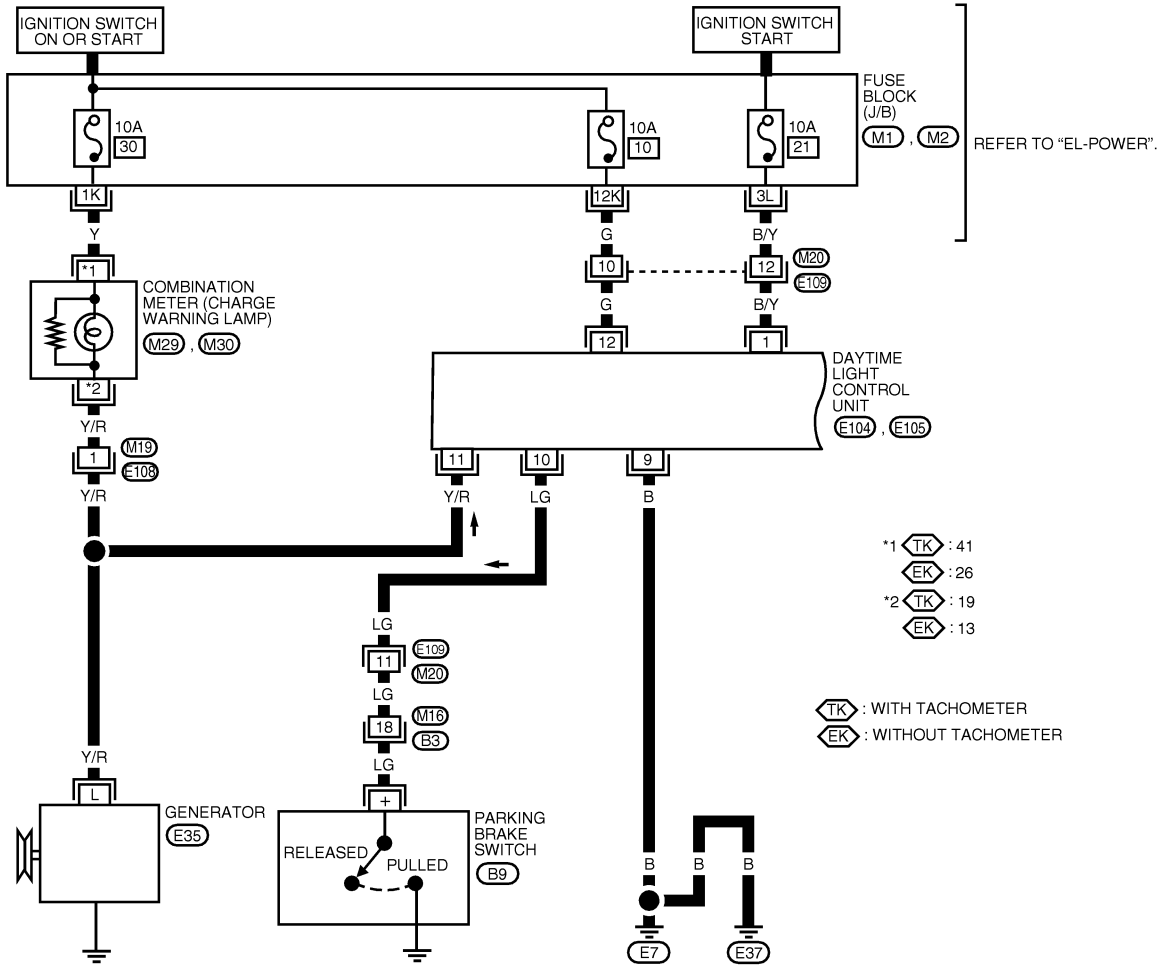 IGNITION SWITCH
ON OR START
IGNITION SWITCH
START
FUSE
BLOCK
(J/B)
M1 , M2
REFER TO “EL-POWER”.
10A
30
10A
10
10A
21
1K
12K
3L
Y
G
B/Y
*1
10
12
M20
E109
COMBINATION
METER (CHARGE
WARNING LAMP)
M29 , M30
G
B/Y
12
1
*2
DAYTIME
LIGHT
CONTROL
UNIT
E104 , E105
Y/R
1
M19
E108
11
10
9
Y/R
Y/R
LG
B
*1 TK : 41
EK : 26
*2 TK : 19
EK : 13
LG
11
E109
M20
LG
18
M16
B3
LG
TK : WITH TACHOMETER
EK : WITHOUT TACHOMETER
Y/R
L
GENERATOR
E35
+
RELEASED
PULLED
PARKING
BRAKE
SWITCH
B9
B
B
B
E7
E37